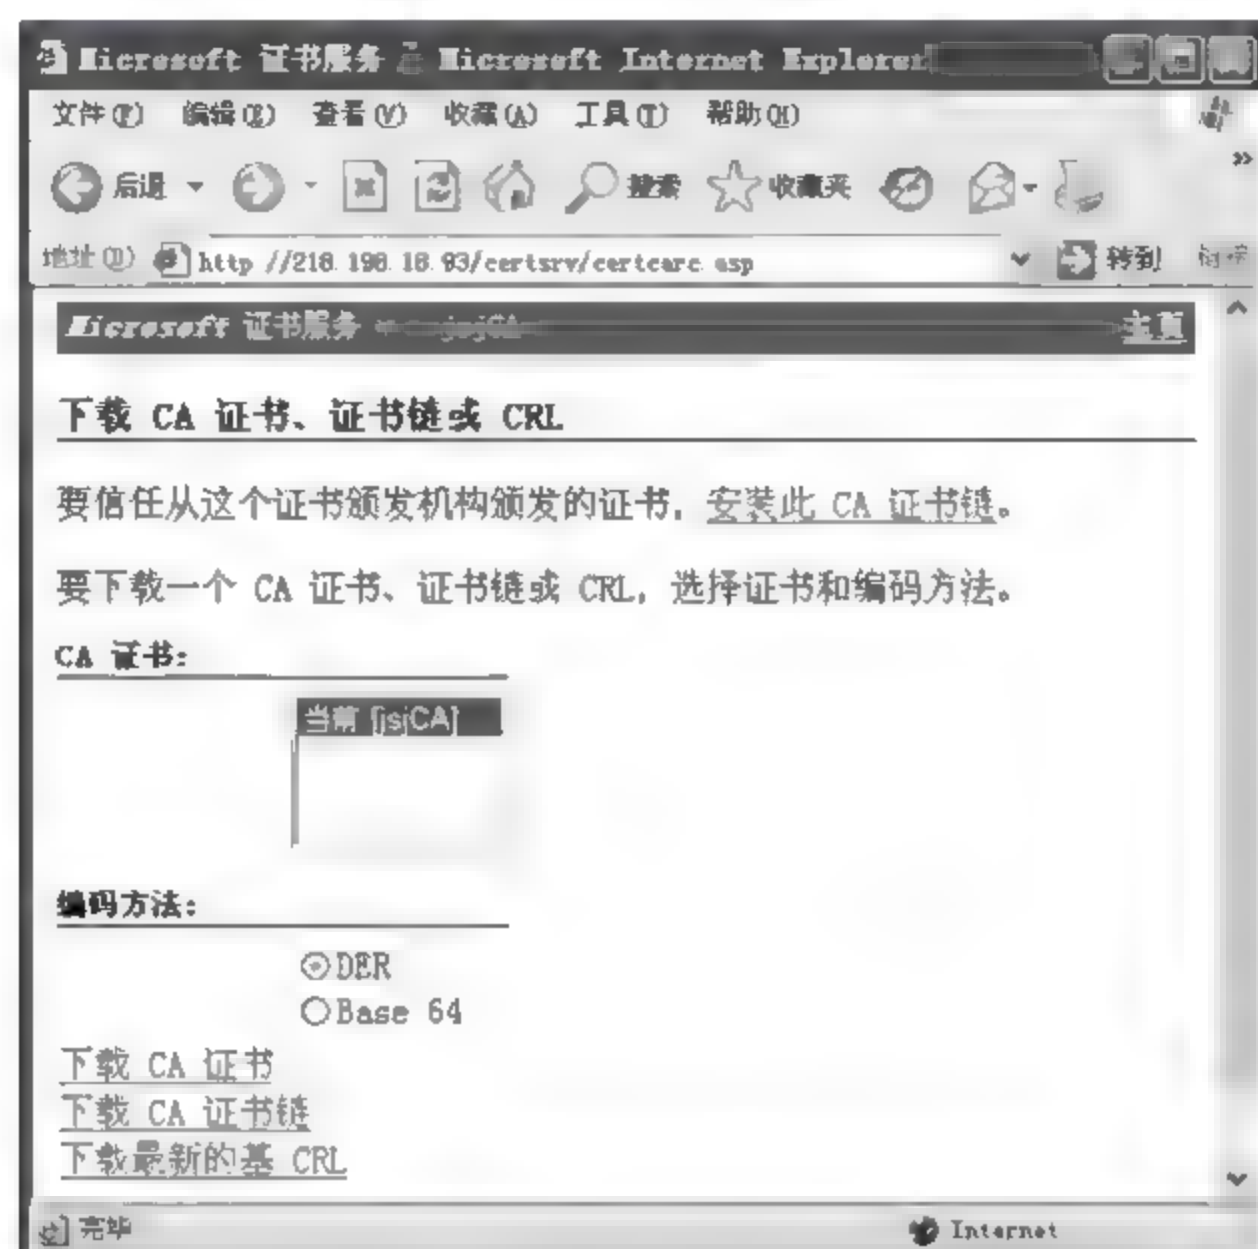 Microsoft 证书服务 - Microsoft Internet Explorer
文件(F) 编辑(E) 查看(V) 收藏(A) 工具(T) 帮助(H)
后退 搜索 收藏夹
地址(D) http //218.198.18.93/certsrv/certcarc.asp 转到 链接
Microsoft 证书服务 -- jsjCA 主页
下载 CA 证书、证书链或 CRL
要信任从这个证书颁发机构颁发的证书，安装此 CA 证书链。
要下载一个 CA 证书、证书链或 CRL，选择证书和编码方法。
CA 证书:
当前 [jsjCA]
编码方法:
DER
Base 64
下载 CA 证书
下载 CA 证书链
下载最新的基 CRL
完毕 Internet